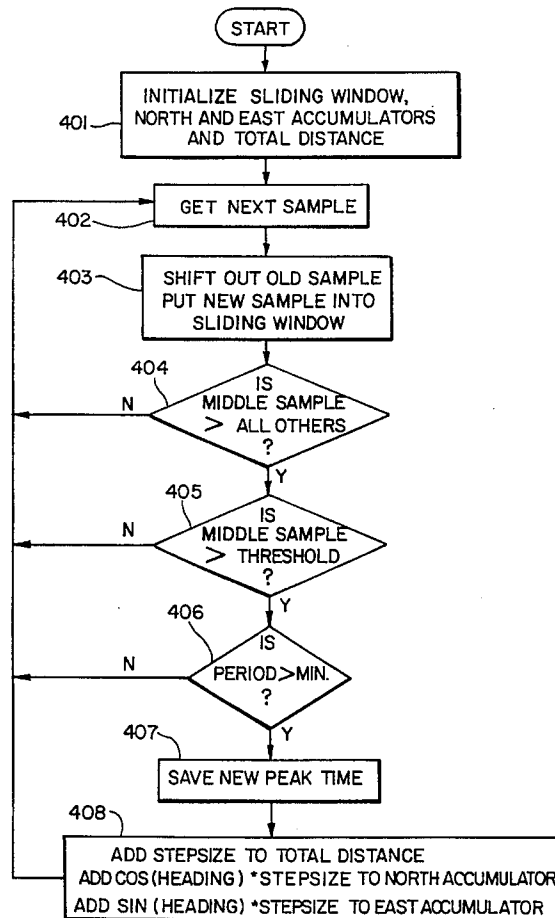 START
INITIALIZE SLIDING WINDOW,
NORTH AND EAST ACCUMULATORS
AND TOTAL DISTANCE
401
GET NEXT SAMPLE
402
403
SHIFT OUT OLD SAMPLE
PUT NEW SAMPLE INTO
SLIDING WINDOW
404
IS
MIDDLE SAMPLE
> ALL OTHERS
?
N
Y
405
IS
MIDDLE SAMPLE
> THRESHOLD
?
N
Y
406
IS
PERIOD>MIN.
?
N
Y
407
SAVE NEW PEAK TIME
408
ADD STEPSIZE TO TOTAL DISTANCE
ADD COS (HEADING) *STEPSIZE TO NORTH ACCUMULATOR
ADD SIN (HEADING) *STEPSIZE TO EAST ACCUMULATOR